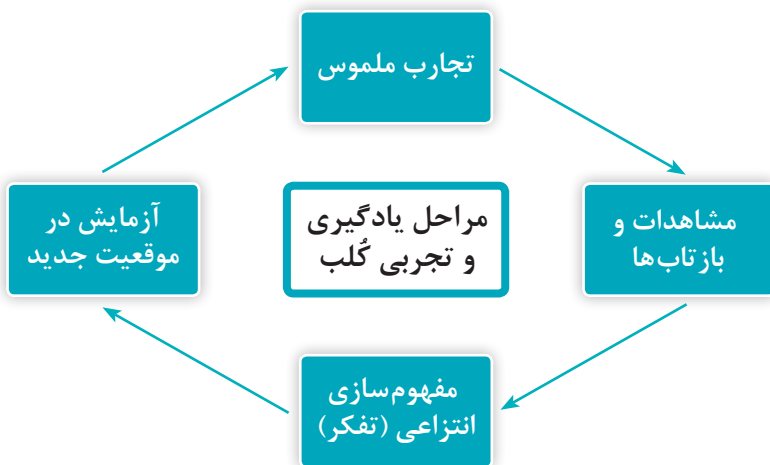 تجارب ملموس
مشاهدات و
بازتاب‌ها
مفهوم‌سازی
انتزاعی (تفکر)
آزمایش در
موقعیت جدید
مراحل یادگیری
و تجربی کُلب